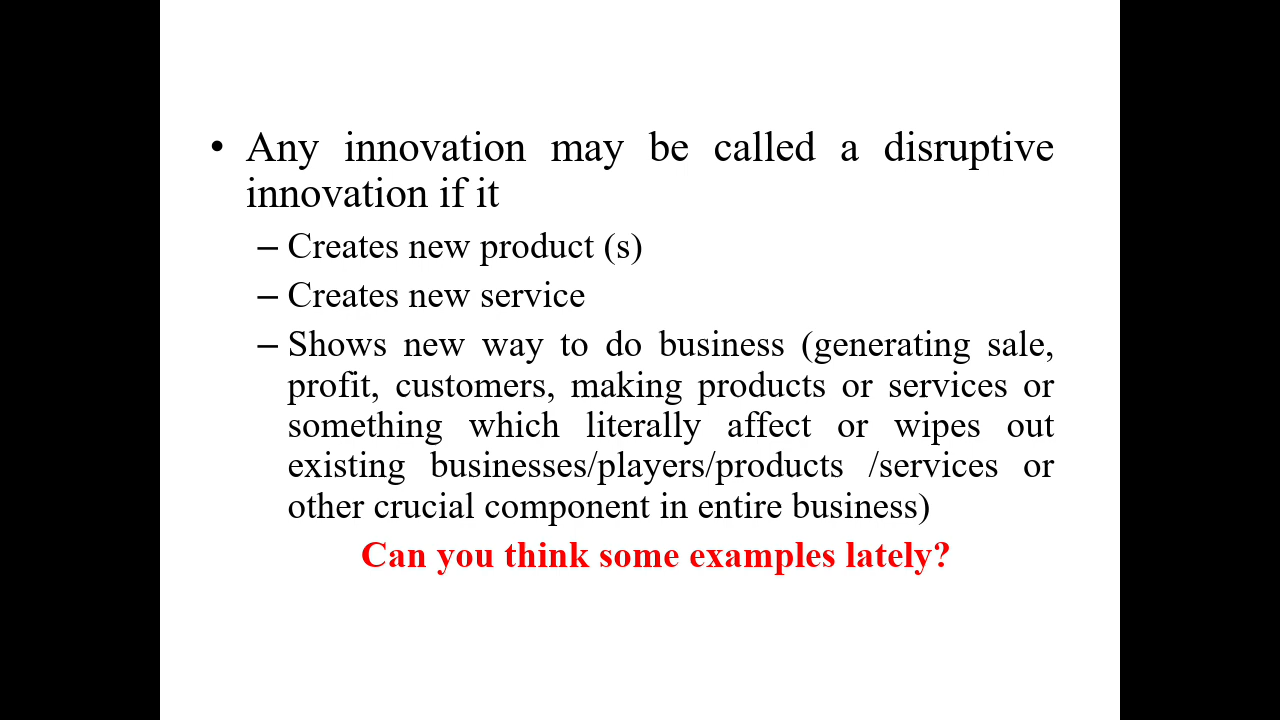 • Any innovation may be called a disruptive
innovation if it
– Creates new product (s)
– Creates new service
– Shows new way to do business (generating sale,
profit, customers, making products or services or
something which literally affect or wipes out
existing businesses/players/products /services or
other crucial component in entire business)
Can you think some examples lately?